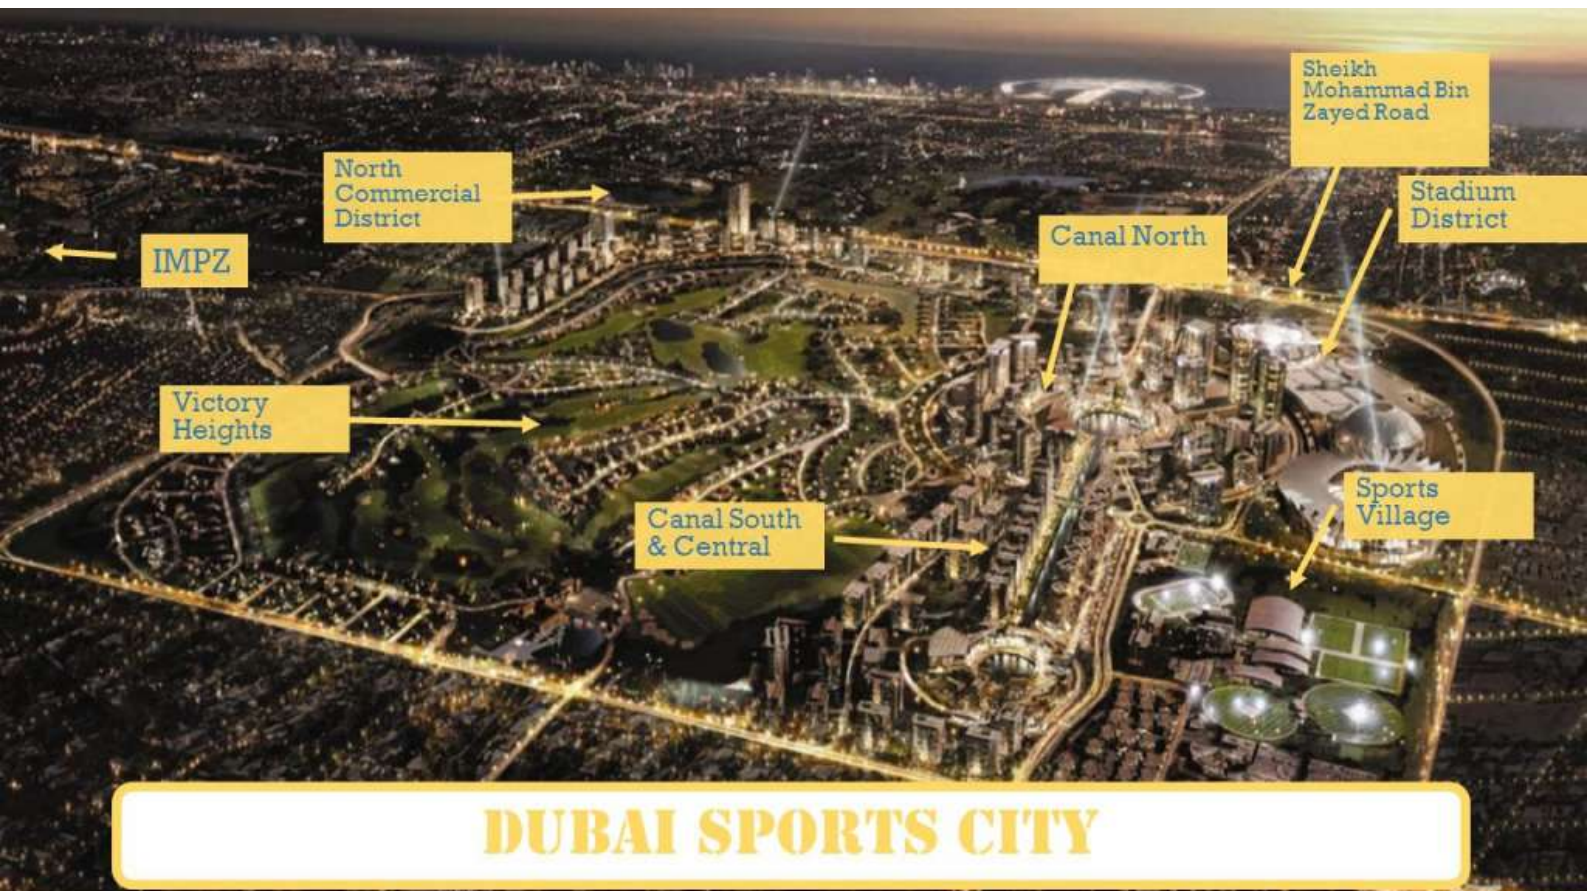 Sheikh
Mohammad Bin
Zayed Road
North
Commercial
District
Stadium
District
Canal North
IMPZ
Victory
Heights
Sports
Village
Canal South
& Central
DUBAI SPORTS CITY